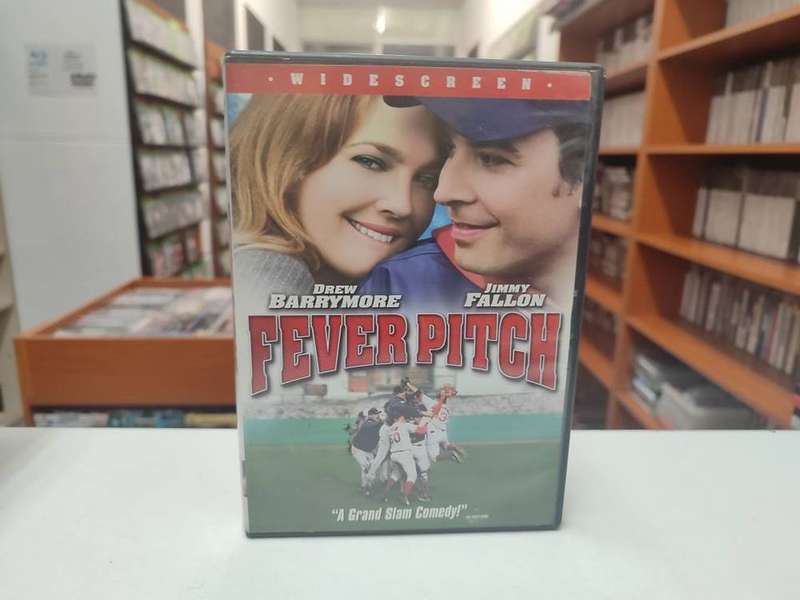 · WIDESCREEN ·
DREW
BARRYMORE
JIMMY
FALLON
FEVER PITCH
"A Grand Slam Comedy!"